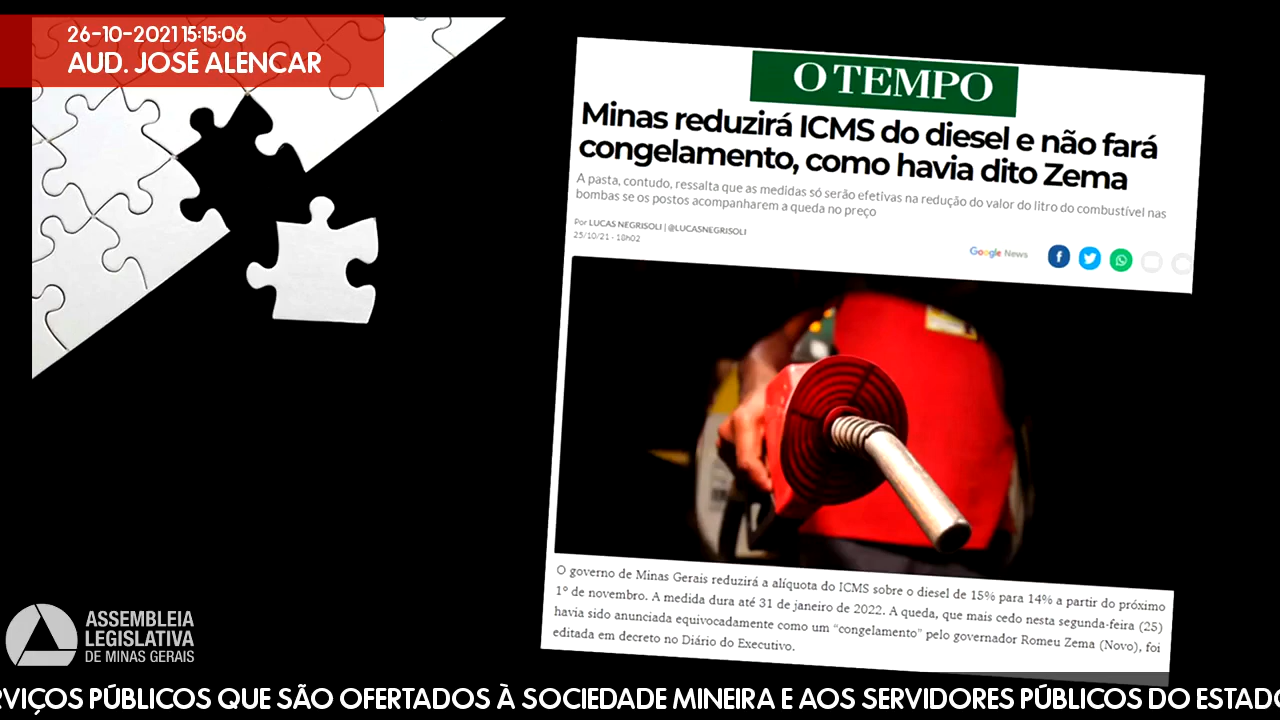 26-10-2021 15:15:06
AUD. JOSÉ ALENCAR
O TEMPO
Minas reduzirá ICMS do diesel e não fará
congelamento, como havia dito Zema
A pasta, contudo, ressalta que as medidas só serão efetivas na redução do valor do litro do combustível nas
bombas se os postos acompanharem a queda no preço
Por LUCAS NEGRISOLI | @LUCASNEGRISOLI
25/10/21 - 18h02
Google News
O governo de Minas Gerais reduzirá a alíquota do ICMS sobre o diesel de 15% para 14% a partir do próximo
1º de novembro. A medida dura até 31 de janeiro de 2022. A queda, que mais cedo nesta segunda-feira (25)
havia sido anunciada equivocadamente como um “congelamento” pelo governador Romeu Zema (Novo), foi
editada em decreto no Diário do Executivo.
ASSEMBLEIA
LEGISLATIVA
DE MINAS GERAIS
RVIÇOS PÚBLICOS QUE SÃO OFERTADOS À SOCIEDADE MINEIRA E AOS SERVIDORES PÚBLICOS DO ESTADO